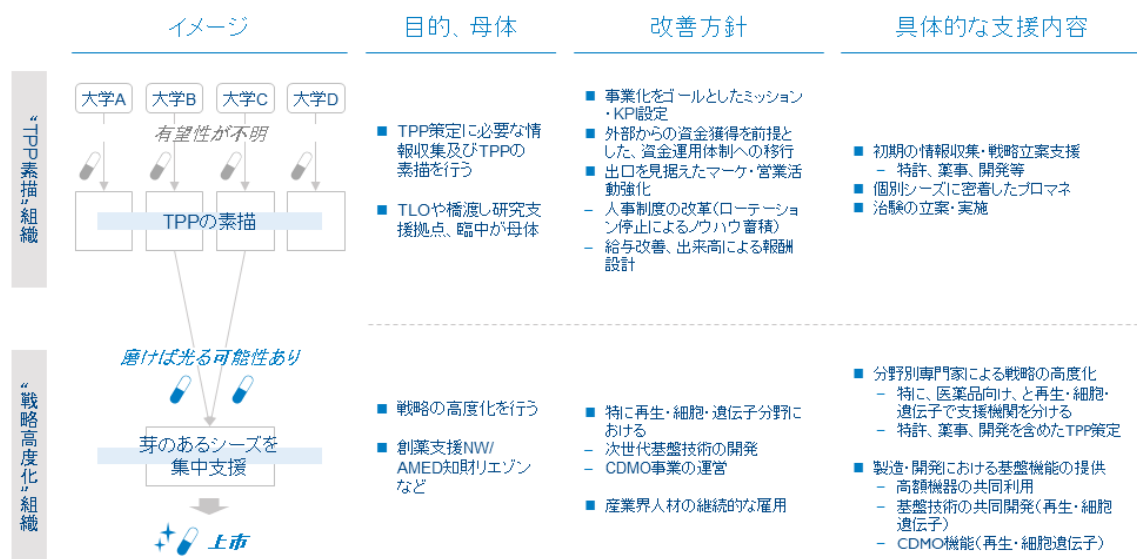 イメージ
目的、母体
改善方針
具体的な支援内容
“TPP素描”組織
大学A
大学B
大学C
大学D
有望性が不明
TPPの素描
■ TPP策定に必要な情
報収集及びTPPの
素描を行う
■ TLOや橋渡し研究支
援拠点、臨中が母体
■ 事業化をゴールとしたミッション
・KPI設定
■ 外部からの資金獲得を前提と
した、資金運用体制への移行
■ 出口を見据えたマーケ・営業活
動強化
– 人事制度の改革(ローテーショ
ン停止によるノウハウ蓄積)
– 給与改善、出来高による報酬
設計
■ 初期の情報収集・戦略立案支援
– 特許、薬事、開発等
■ 個別シーズに密着したプロマネ
■ 治験の立案・実施
“戦略高度化”組織
磨けば光る可能性あり
芽のあるシーズを
集中支援
上市
■ 戦略の高度化を行う
■ 創薬支援NW/
AMED知財リエゾン
など
■ 特に再生・細胞・遺伝子分野に
おける
– 次世代基盤技術の開発
– CDMO事業の運営
■ 産業界人材の継続的な雇用
■ 分野別専門家による戦略の高度化
– 特に、医薬品向け、と再生・細胞・
遺伝子で支援機関を分ける
– 特許、薬事、開発を含めたTPP策定
■ 製造・開発における基盤機能の提供
– 高額機器の共同利用
– 基盤技術の共同開発(再生・細胞
遺伝子)
– CDMO機能(再生・細胞遺伝子)